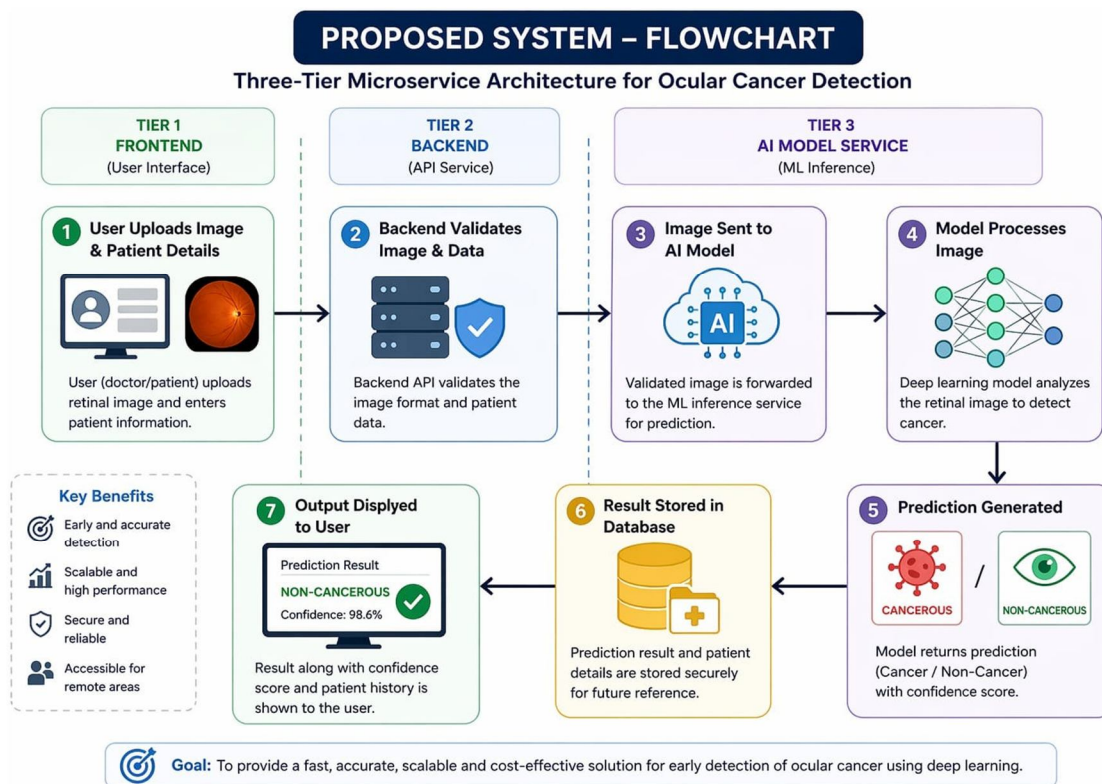 PROPOSED SYSTEM – FLOWCHART
Three-Tier Microservice Architecture for Ocular Cancer Detection
TIER 1
FRONTEND
(User Interface)
TIER 2
BACKEND
(API Service)
TIER 3
AI MODEL SERVICE
(ML Inference)
1
User Uploads Image
& Patient Details
User (doctor/patient) uploads
retinal image and enters
patient information.
2
Backend Validates
Image & Data
Backend API validates the
image format and patient
data.
3
Image Sent to
AI Model
AI
Validated image is forwarded
to the ML inference service
for prediction.
4
Model Processes
Image
Deep learning model analyzes
the retinal image to detect
cancer.
5
Prediction Generated
CANCEROUS
/
NON-CANCEROUS
Model returns prediction
(Cancer / Non-Cancer)
with confidence score.
6
Result Stored in
Database
Prediction result and patient
details are stored securely
for future reference.
7
Output Displyed
to User
Prediction Result
NON-CANCEROUS
Confidence: 98.6%
Result along with confidence
score and patient history is
shown to the user.
Key Benefits
Early and accurate
detection
Scalable and
high performance
Secure and
reliable
Accessible for
remote areas
Goal: To provide a fast, accurate, scalable and cost-effective solution for early detection of ocular cancer using deep learning.